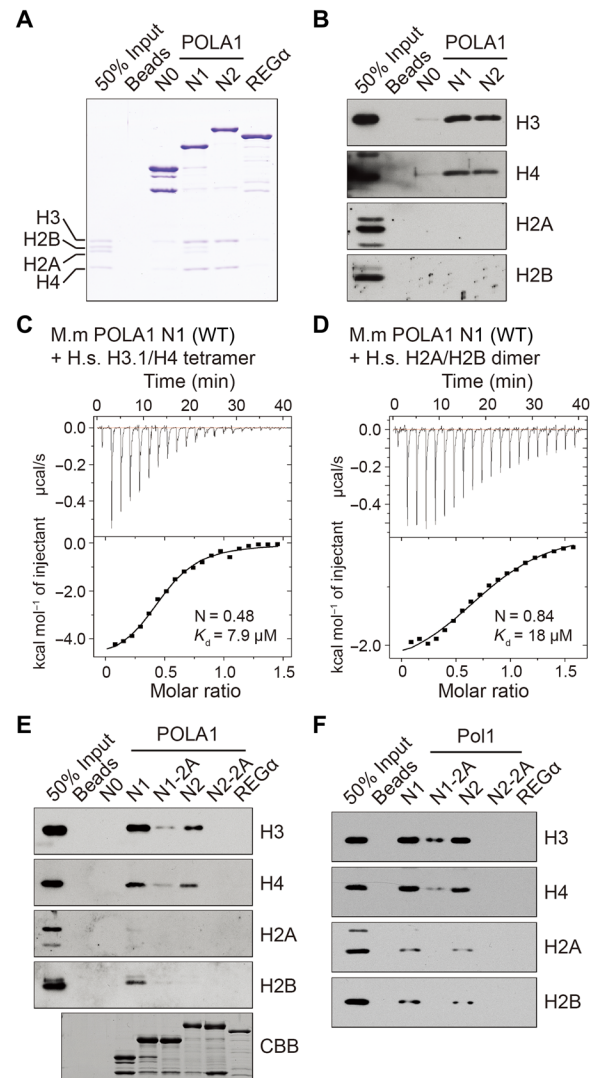 A
POLA1
50% Input
Beads
N0
N1
N2
REGα
H3
H2B
H2A
H4
B
POLA1
50% Input
Beads
N0
N1
N2
H3
H4
H2A
H2B
C
M.m POLA1 N1 (WT)
+ H.s. H3.1/H4 tetramer
Time (min)
0 10 20 30 40
µcal/s
0.0
−0.2
−0.4
kcal mol⁻¹ of injectant
0.0
−2.0
−4.0
N = 0.48
Kd = 7.9 µM
0 0.5 1.0 1.5
Molar ratio
D
M.m POLA1 N1 (WT)
+ H.s. H2A/H2B dimer
Time (min)
0 10 20 30 40
µcal/s
0.0
−0.2
−0.4
kcal mol⁻¹ of injectant
−2.0
N = 0.84
Kd = 18 µM
0 0.5 1.0 1.5
Molar ratio
E
POLA1
50% Input
Beads
N0
N1
N1-2A
N2
N2-2A
REGα
H3
H4
H2A
H2B
CBB
F
Pol1
50% Input
Beads
N1
N1-2A
N2
N2-2A
REGα
H3
H4
H2A
H2B